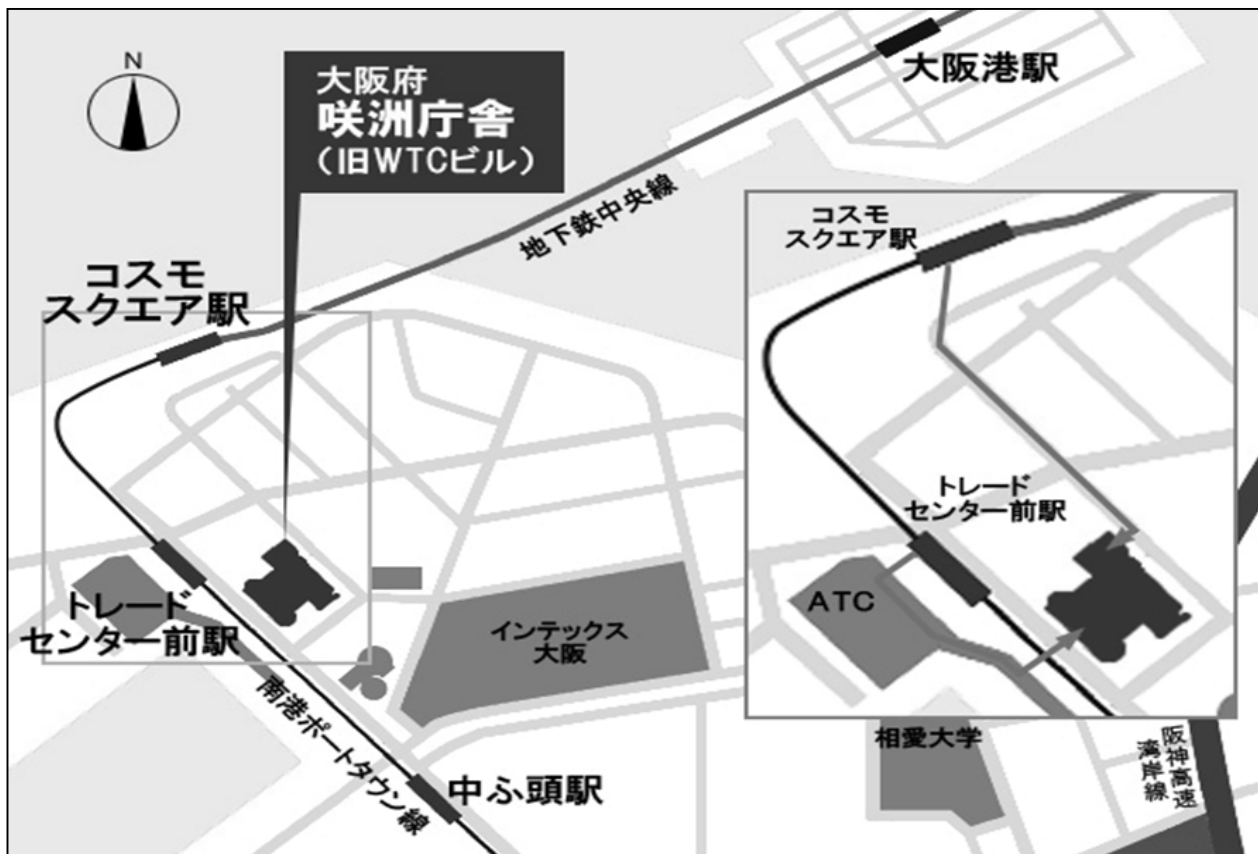 N
大阪府
咲洲庁舎
（旧WTCビル）
大阪港駅
地下鉄中央線
コスモ
スクエア駅
トレード
センター前駅
インテックス
大阪
南港ポートタウン線
中ふ頭駅
コスモ
スクエア駅
トレード
センター前駅
ATC
相愛大学
阪神高速
湾岸線